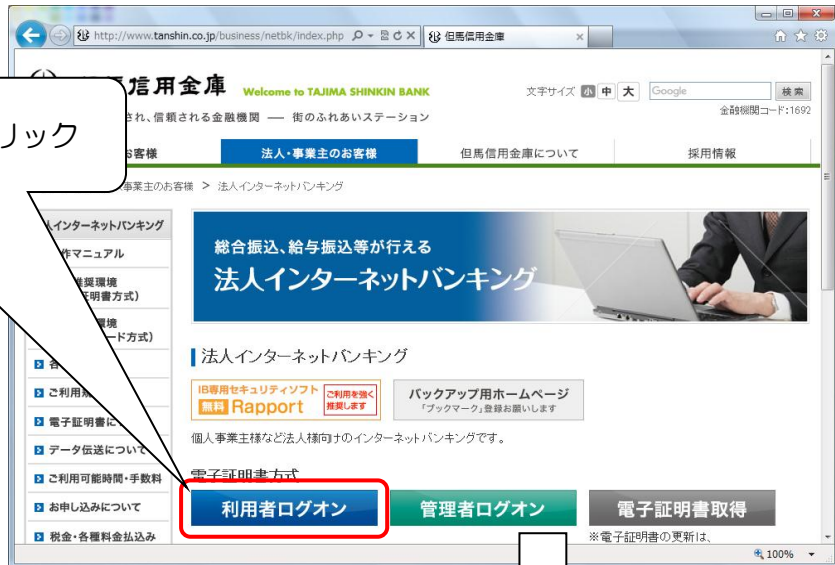 http://www.tanshin.co.jp/business/netbk/index.php
但馬信用金庫
信用金庫 Welcome to TAJIMA SHINKIN BANK
文字サイズ 小 中 大 Google 検索
され、信頼される金融機関 ― 街のふれあいステーション
金融機関コード:1692
リック
お客様 法人・事業主のお客様 但馬信用金庫について 採用情報
事業主のお客様 > 法人インターネットバンキング
インターネットバンキング
作マニュアル
推奨環境
証明書方式)
環境
ード方式)
ご利用規
電子証明書に
データ伝送について
ご利用可能時間・手数料
お申し込みについて
税金・各種料金払込み
総合振込、給与振込等が行える
法人インターネットバンキング
法人インターネットバンキング
IB専用セキュリティソフト
無料 Rapport
ご利用を強く
推奨します
バックアップ用ホームページ
「ブックマーク」登録お願いします
個人事業主様など法人様向けのインターネットバンキングです。
電子証明書方式
利用者ログオン 管理者ログオン 電子証明書取得
※電子証明書の更新は、
100%